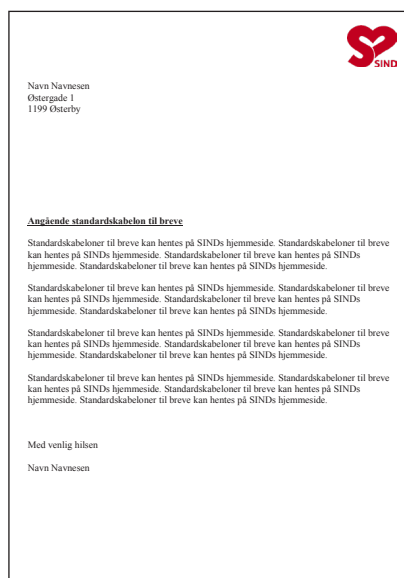 SIND
Navn Navnesen
Østergade 1
1199 Østerby
Angående standardskabelon til breve
Standardskabeloner til breve kan hentes på SINDs hjemmeside. Standardskabeloner til breve
kan hentes på SINDs hjemmeside. Standardskabeloner til breve kan hentes på SINDs
hjemmeside. Standardskabeloner til breve kan hentes på SINDs hjemmeside.
Standardskabeloner til breve kan hentes på SINDs hjemmeside. Standardskabeloner til breve
kan hentes på SINDs hjemmeside. Standardskabeloner til breve kan hentes på SINDs
hjemmeside. Standardskabeloner til breve kan hentes på SINDs hjemmeside.
Standardskabeloner til breve kan hentes på SINDs hjemmeside. Standardskabeloner til breve
kan hentes på SINDs hjemmeside. Standardskabeloner til breve kan hentes på SINDs
hjemmeside. Standardskabeloner til breve kan hentes på SINDs hjemmeside.
Standardskabeloner til breve kan hentes på SINDs hjemmeside. Standardskabeloner til breve
kan hentes på SINDs hjemmeside. Standardskabeloner til breve kan hentes på SINDs
hjemmeside. Standardskabeloner til breve kan hentes på SINDs hjemmeside.
Med venlig hilsen
Navn Navnesen